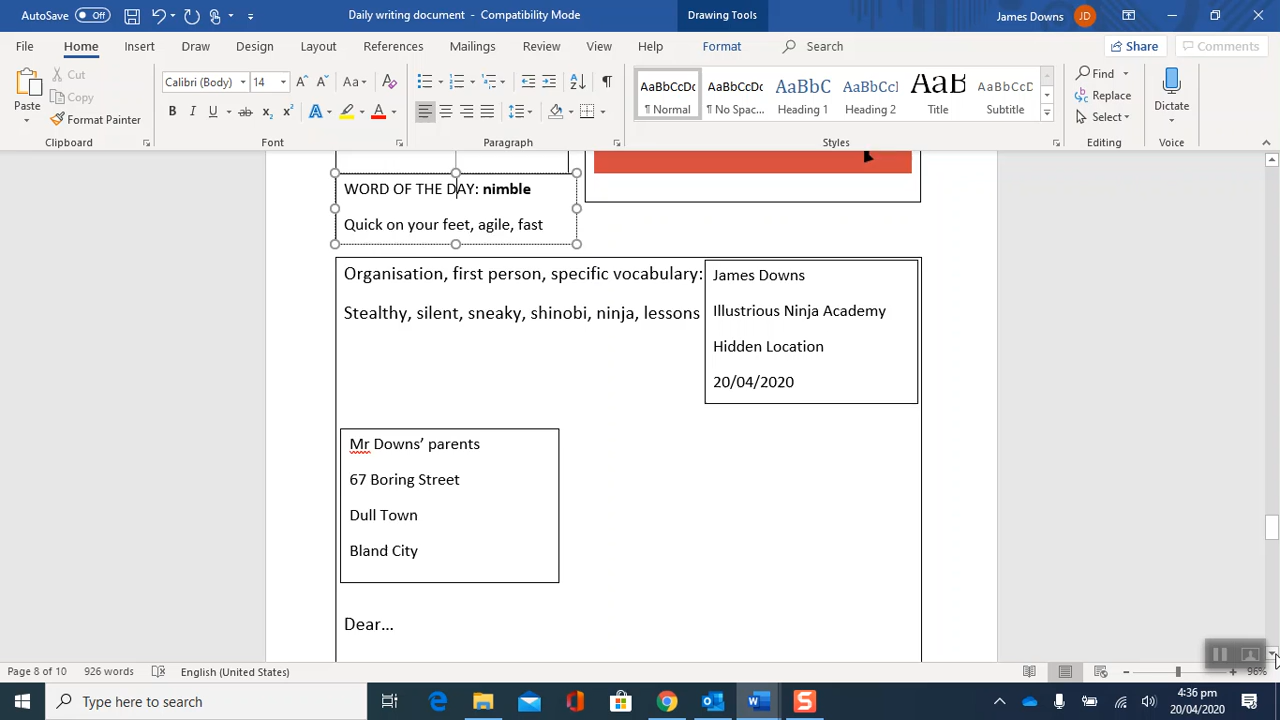 AutoSave Off
Daily writing document - Compatibility Mode
Drawing Tools
James Downs JD
File Home Insert Draw Design Layout References Mailings Review View Help Format Search Share Comments
Paste
Cut
Copy
Format Painter
Clipboard
Calibri (Body) 14
Font
Paragraph
AaBbCcDc AaBbCcDc AaBbC AaBbCcI AaB AaBbCcD
¶ Normal ¶ No Spac... Heading 1 Heading 2 Title Subtitle
Styles
Find
Replace
Select
Editing
Dictate
Voice
WORD OF THE DAY: nimble
Quick on your feet, agile, fast
Organisation, first person, specific vocabulary:
Stealthy, silent, sneaky, shinobi, ninja, lessons
James Downs
Illustrious Ninja Academy
Hidden Location
20/04/2020
Mr Downs’ parents
67 Boring Street
Dull Town
Bland City
Dear…
Page 8 of 10 926 words English (United States) 96%
Type here to search
4:36 pm
20/04/2020